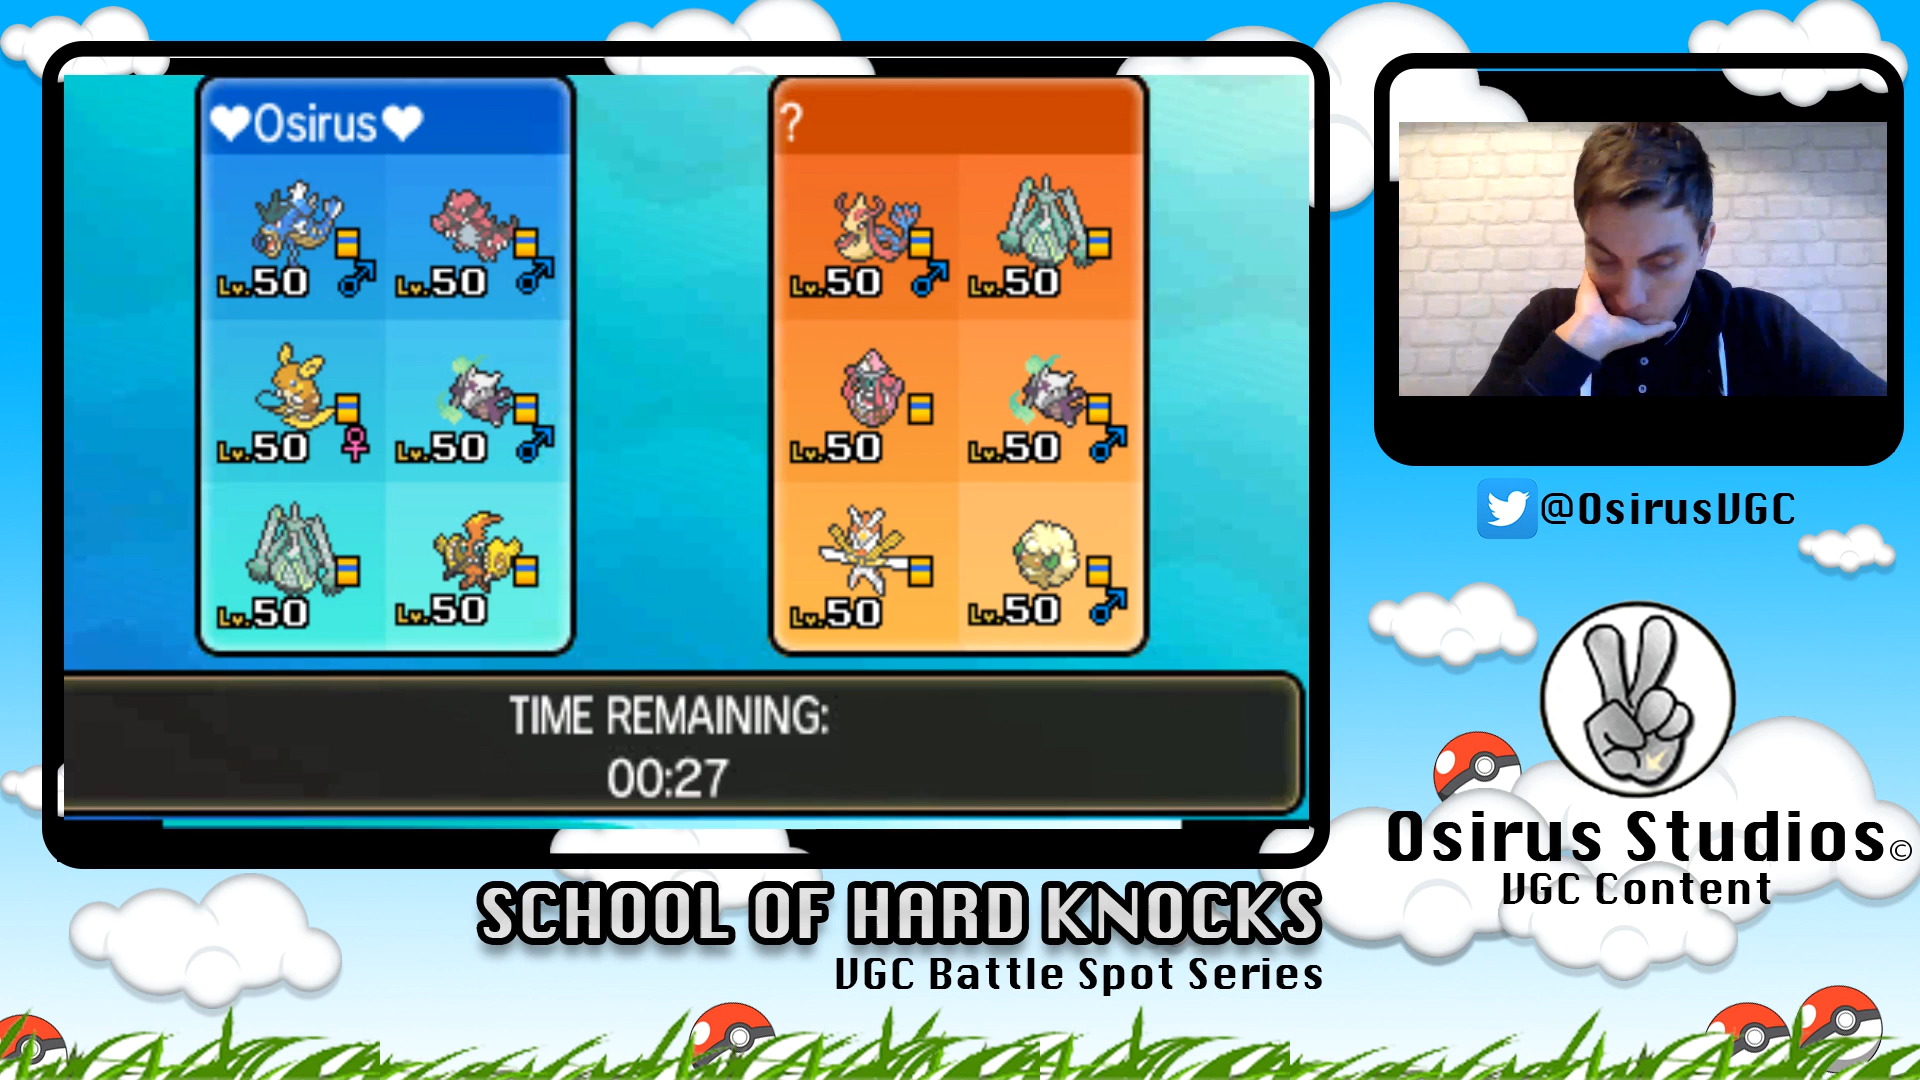 ♥Osirus♥
?
Lv.50 Lv.50
Lv.50 Lv.50
Lv.50 Lv.50
Lv.50 Lv.50
Lv.50 Lv.50
Lv.50 Lv.50
TIME REMAINING:
00:27
@OsirusVGC
Osirus Studios©
VGC Content
SCHOOL OF HARD KNOCKS
VGC Battle Spot Series